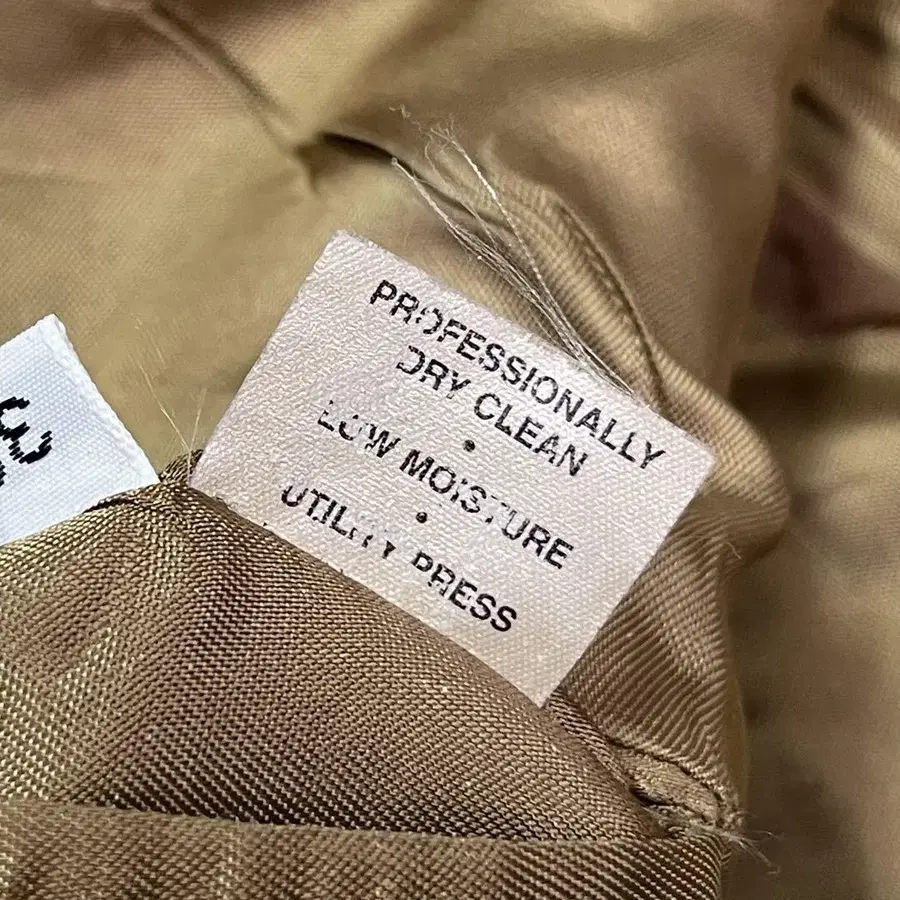 PROFESSIONALLY
DRY CLEAN
•
LOW MOISTURE
•
UTILITY PRESS